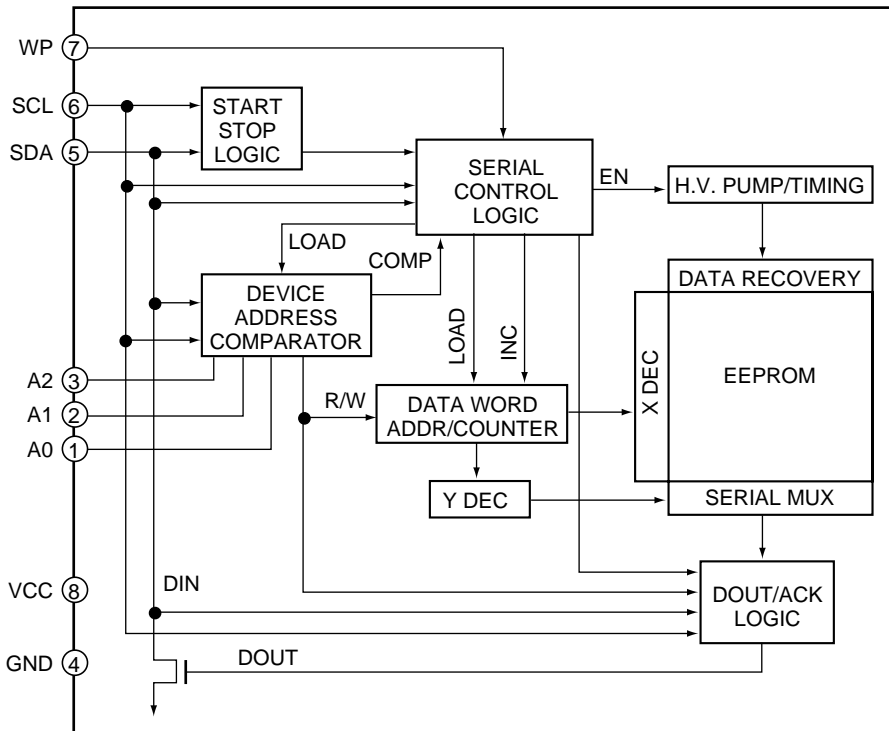 WP 7
SCL 6
SDA 5
START
STOP
LOGIC
SERIAL
CONTROL
LOGIC
EN
H.V. PUMP/TIMING
LOAD
COMP
DEVICE
ADDRESS
COMPARATOR
LOAD
INC
DATA RECOVERY
X DEC
EEPROM
A2 3
A1 2
A0 1
R/W
DATA WORD
ADDR/COUNTER
Y DEC
SERIAL MUX
VCC 8
DIN
DOUT/ACK
LOGIC
GND 4
DOUT